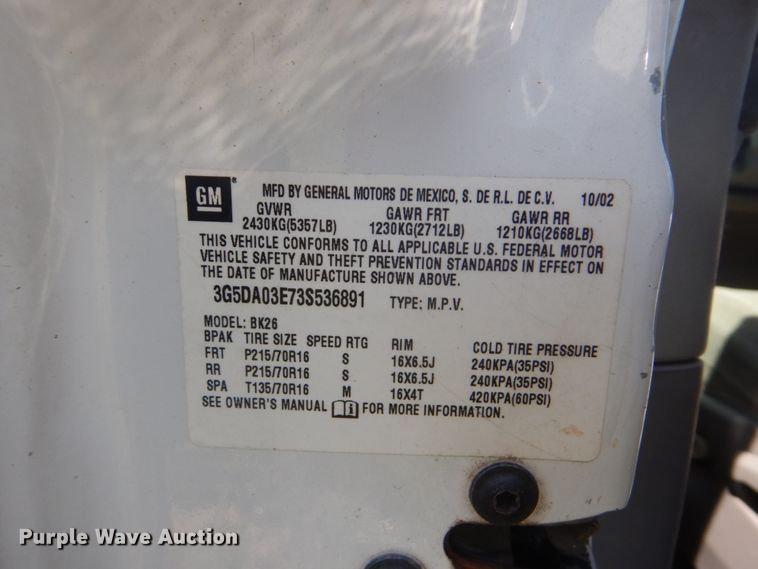 GM® MFD BY GENERAL MOTORS DE MEXICO, S. DE R.L. DE C.V. 10/02
GVWR GAWR FRT GAWR RR
2430KG(5357LB) 1230KG(2712LB) 1210KG(2668LB)
THIS VEHICLE CONFORMS TO ALL APPLICABLE U.S. FEDERAL MOTOR
VEHICLE SAFETY AND THEFT PREVENTION STANDARDS IN EFFECT ON
THE DATE OF MANUFACTURE SHOWN ABOVE.
3G5DA03E73S536891 TYPE: M.P.V.
MODEL: BK26
BPAK TIRE SIZE SPEED RTG RIM COLD TIRE PRESSURE
FRT P215/70R16 S 16X6.5J 240KPA(35PSI)
RR P215/70R16 S 16X6.5J 240KPA(35PSI)
SPA T135/70R16 M 16X4T 420KPA(60PSI)
SEE OWNER'S MANUAL FOR MORE INFORMATION.
Purple Wave Auction